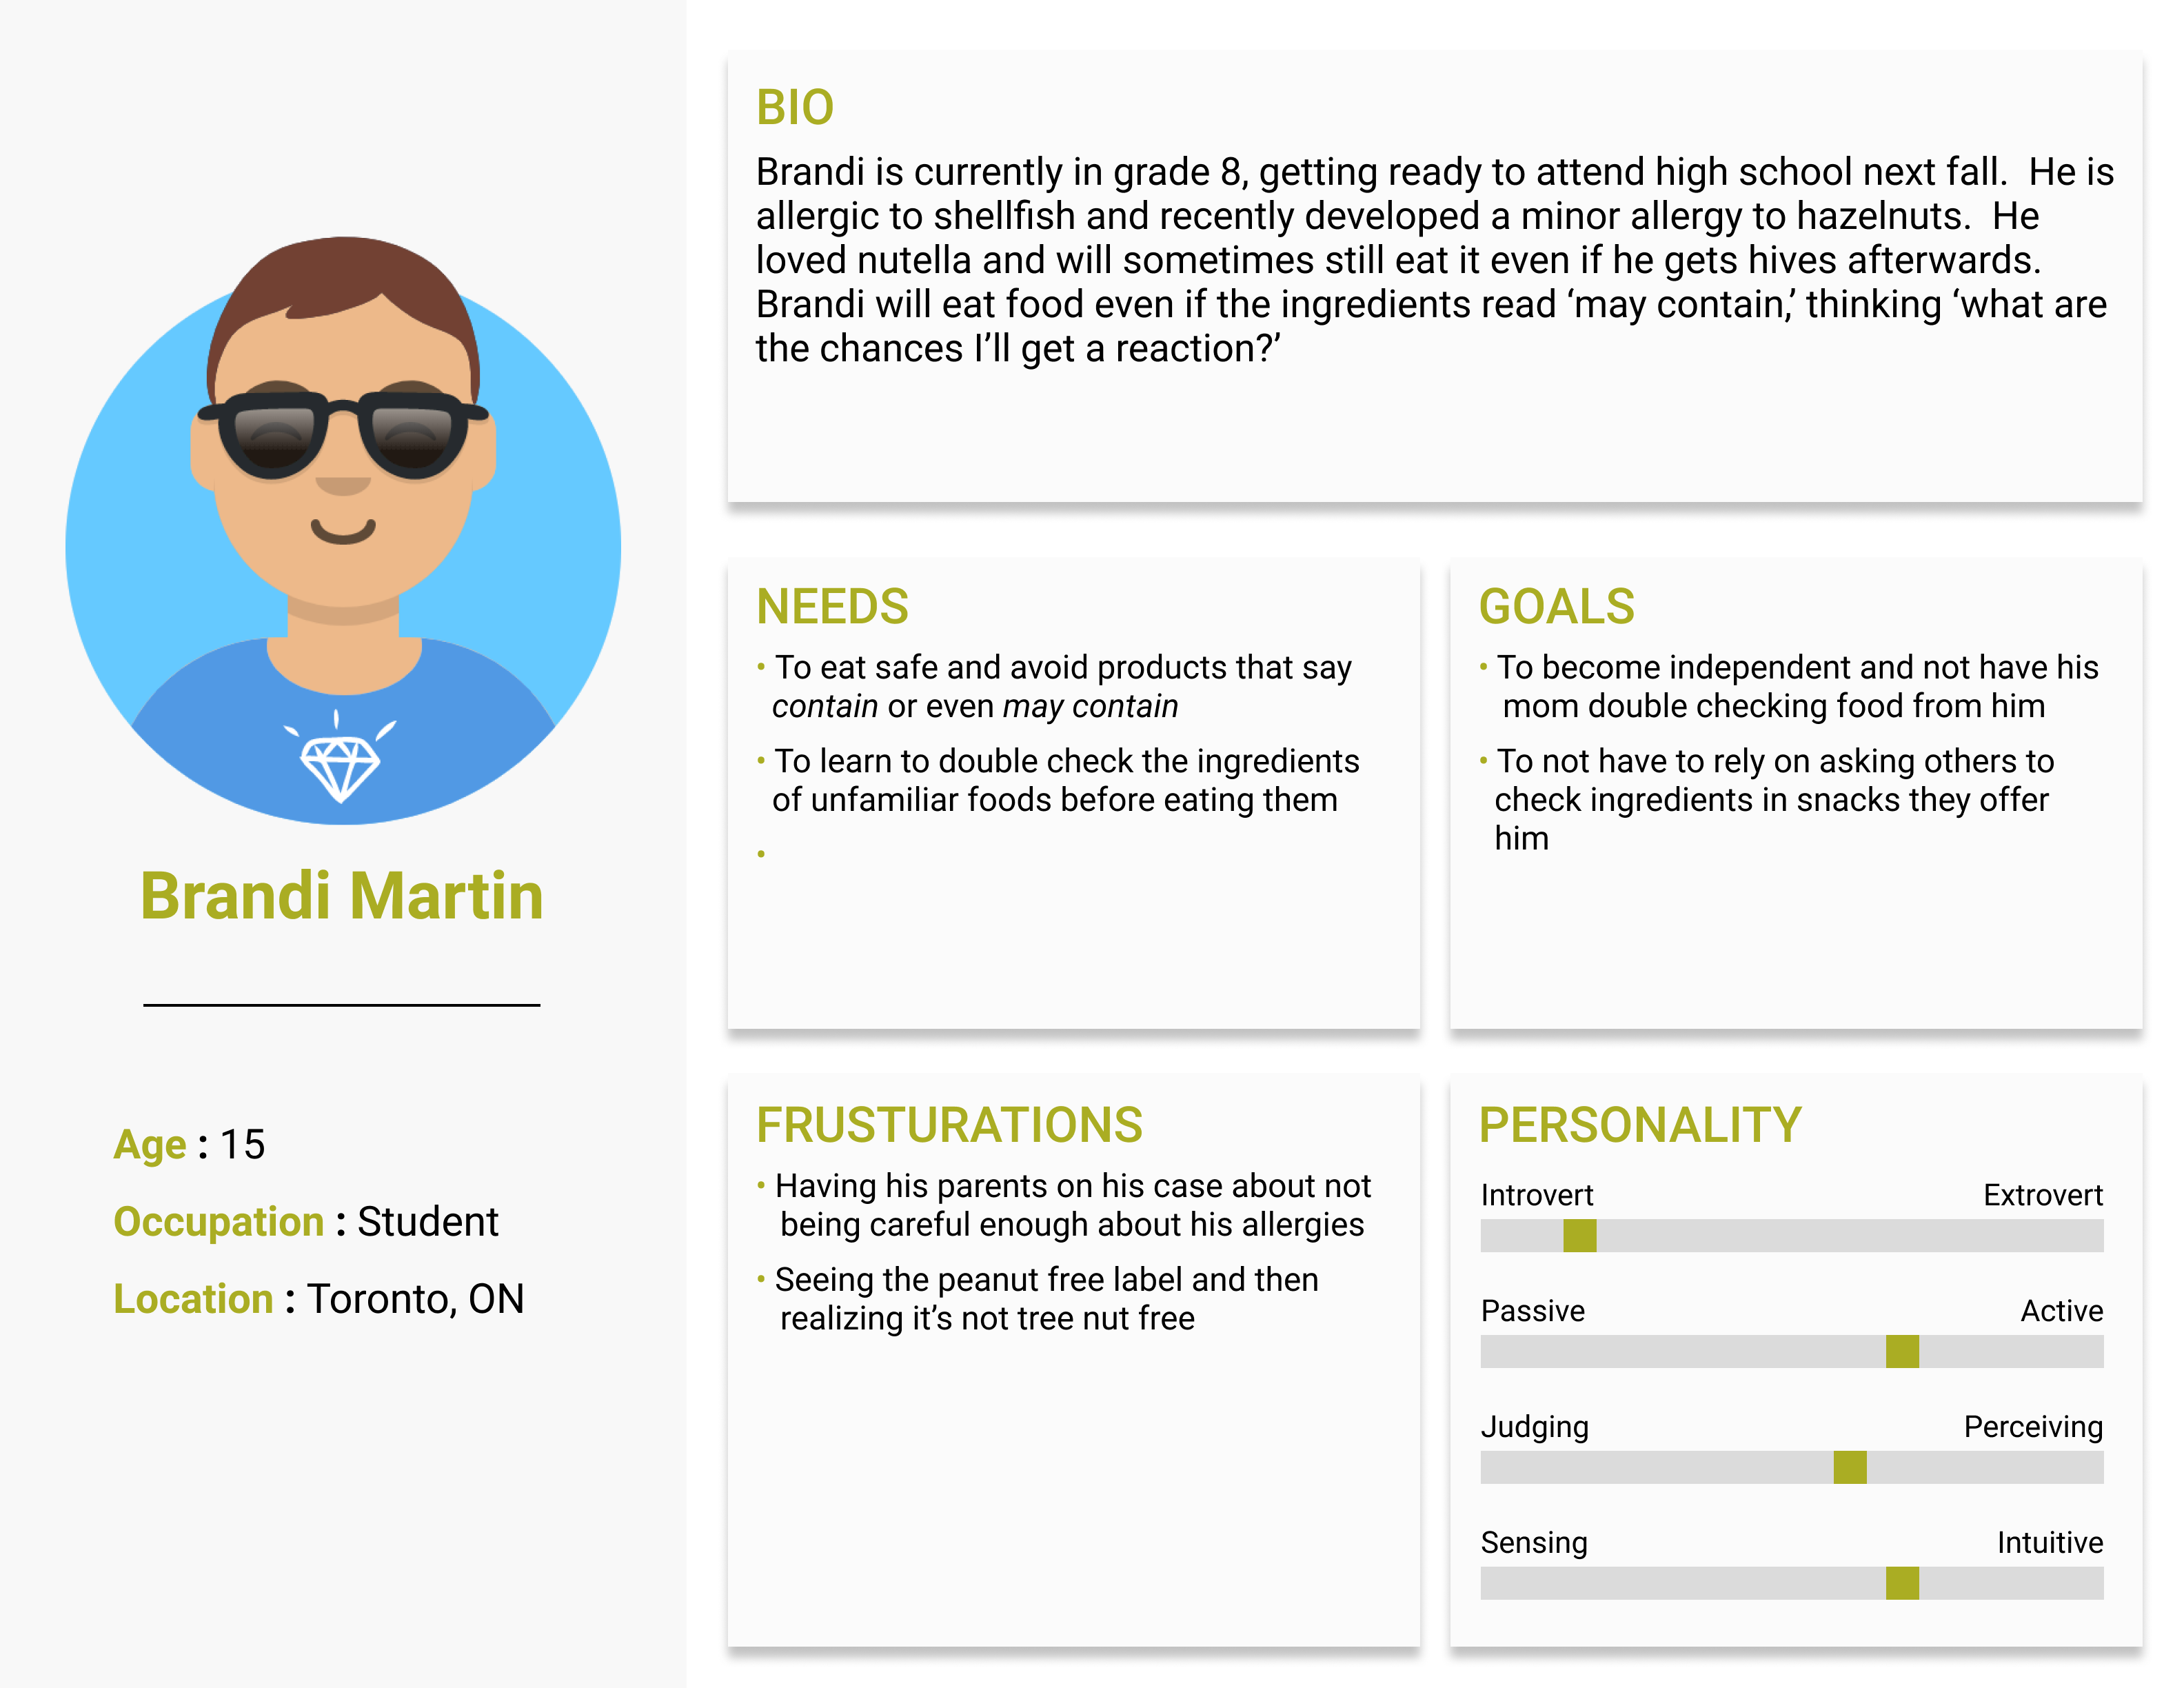 Brandi Martin
Age : 15
Occupation : Student
Location : Toronto, ON
BIO
Brandi is currently in grade 8, getting ready to attend high school next fall.  He is
allergic to shellfish and recently developed a minor allergy to hazelnuts.  He
loved nutella and will sometimes still eat it even if he gets hives afterwards.
Brandi will eat food even if the ingredients read ‘may contain,’ thinking ‘what are
the chances I’ll get a reaction?’
NEEDS
• To eat safe and avoid products that say
contain or even may contain
• To learn to double check the ingredients
of unfamiliar foods before eating them
•
GOALS
• To become independent and not have his
mom double checking food from him
• To not have to rely on asking others to
check ingredients in snacks they offer
him
FRUSTURATIONS
• Having his parents on his case about not
being careful enough about his allergies
• Seeing the peanut free label and then
realizing it’s not tree nut free
PERSONALITY
Introvert Extrovert
Passive Active
Judging Perceiving
Sensing Intuitive